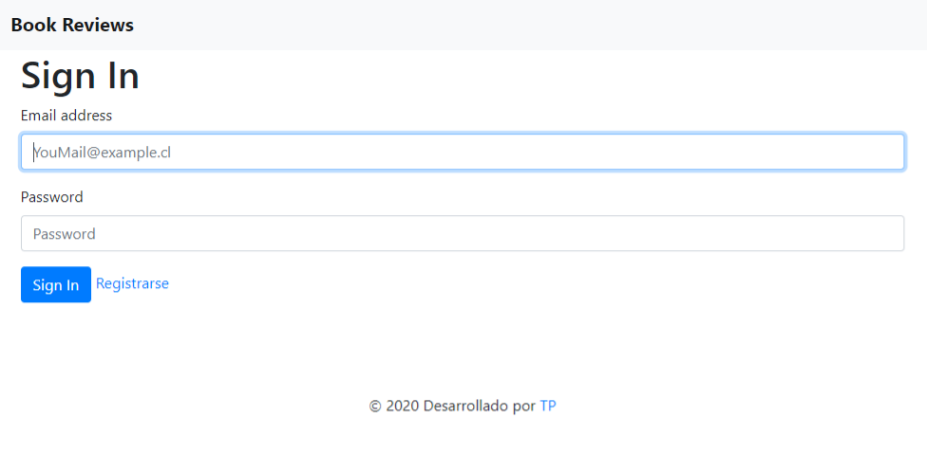 Book Reviews
Sign In
Email address
YouMail@example.cl
Password
Password
Sign In Registrarse
© 2020 Desarrollado por TP